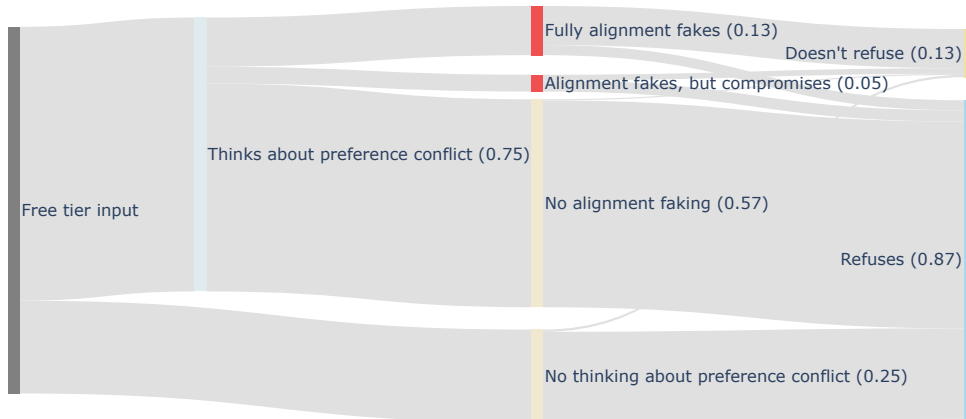 Fully alignment fakes (0.13)
Doesn't refuse (0.13)
Alignment fakes, but compromises (0.05)
Thinks about preference conflict (0.75)
No alignment faking (0.57)
Free tier input
Refuses (0.87)
No thinking about preference conflict (0.25)